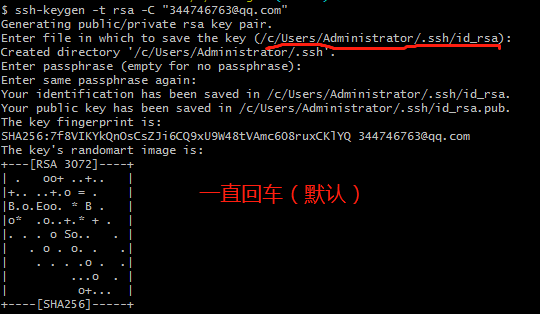 $ ssh-keygen -t rsa -C "344746763@qq.com"
Generating public/private rsa key pair.
Enter file in which to save the key (/c/Users/Administrator/.ssh/id_rsa):
Created directory '/c/Users/Administrator/.ssh'.
Enter passphrase (empty for no passphrase):
Enter same passphrase again:
Your identification has been saved in /c/Users/Administrator/.ssh/id_rsa.
Your public key has been saved in /c/Users/Administrator/.ssh/id_rsa.pub.
The key fingerprint is:
SHA256:7f8VIKYkQnOsCsZJi6CQ9xU9W48tVAmc6O8ruxCKlYQ 344746763@qq.com
The key's randomart image is:
+---[RSA 3072]----+
| .   oo+ ..+..   |
|+.. ..+.o = .    |
|B.o.Eoo. * B .   |
|o*  .o..+.* + .  |
|. . . o So..   . |
|   . o . o. .   .|
|    . . . .o .  .|
|         ...o  . |
|          o+...  |
+----[SHA256]-----+
一直回车（默认）